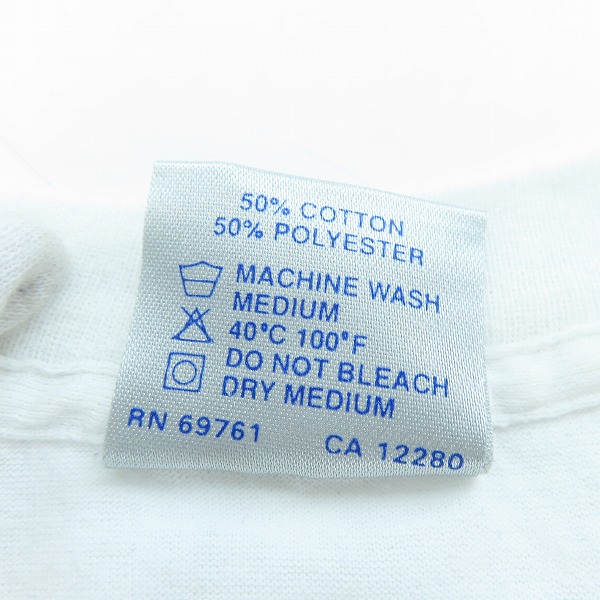 50% COTTON
50% POLYESTER
MACHINE WASH
MEDIUM
40°C 100°F
DO NOT BLEACH
DRY MEDIUM
RN 69761 CA 12280